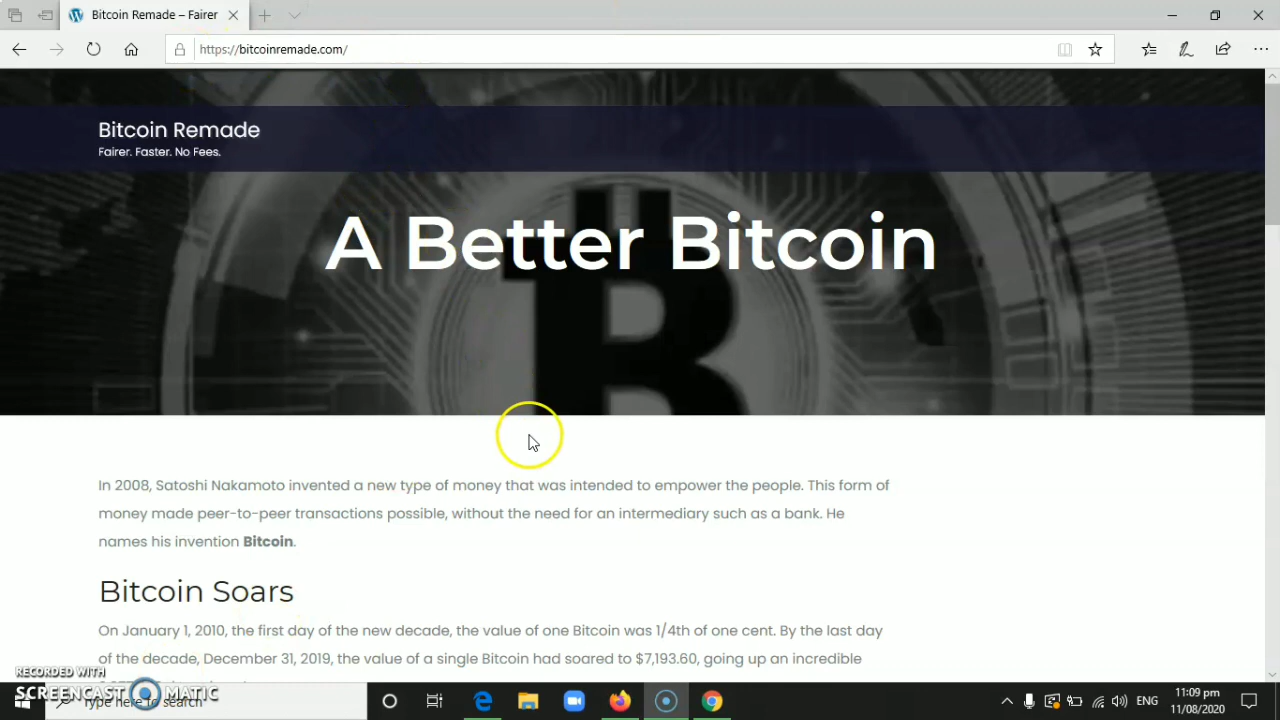 Bitcoin Remade – Fairer
https://bitcoinremade.com/
Bitcoin Remade
Fairer. Faster. No Fees.
A Better Bitcoin
In 2008, Satoshi Nakamoto invented a new type of money that was intended to empower the people. This form of
money made peer-to-peer transactions possible, without the need for an intermediary such as a bank. He
names his invention Bitcoin.
Bitcoin Soars
On January 1, 2010, the first day of the new decade, the value of one Bitcoin was 1/4th of one cent. By the last day
of the decade, December 31, 2019, the value of a single Bitcoin had soared to $7,193.60, going up an incredible
RECORDED WITH
SCREENCAST MATIC
Type here to search
ENG
11:09 pm
11/08/2020